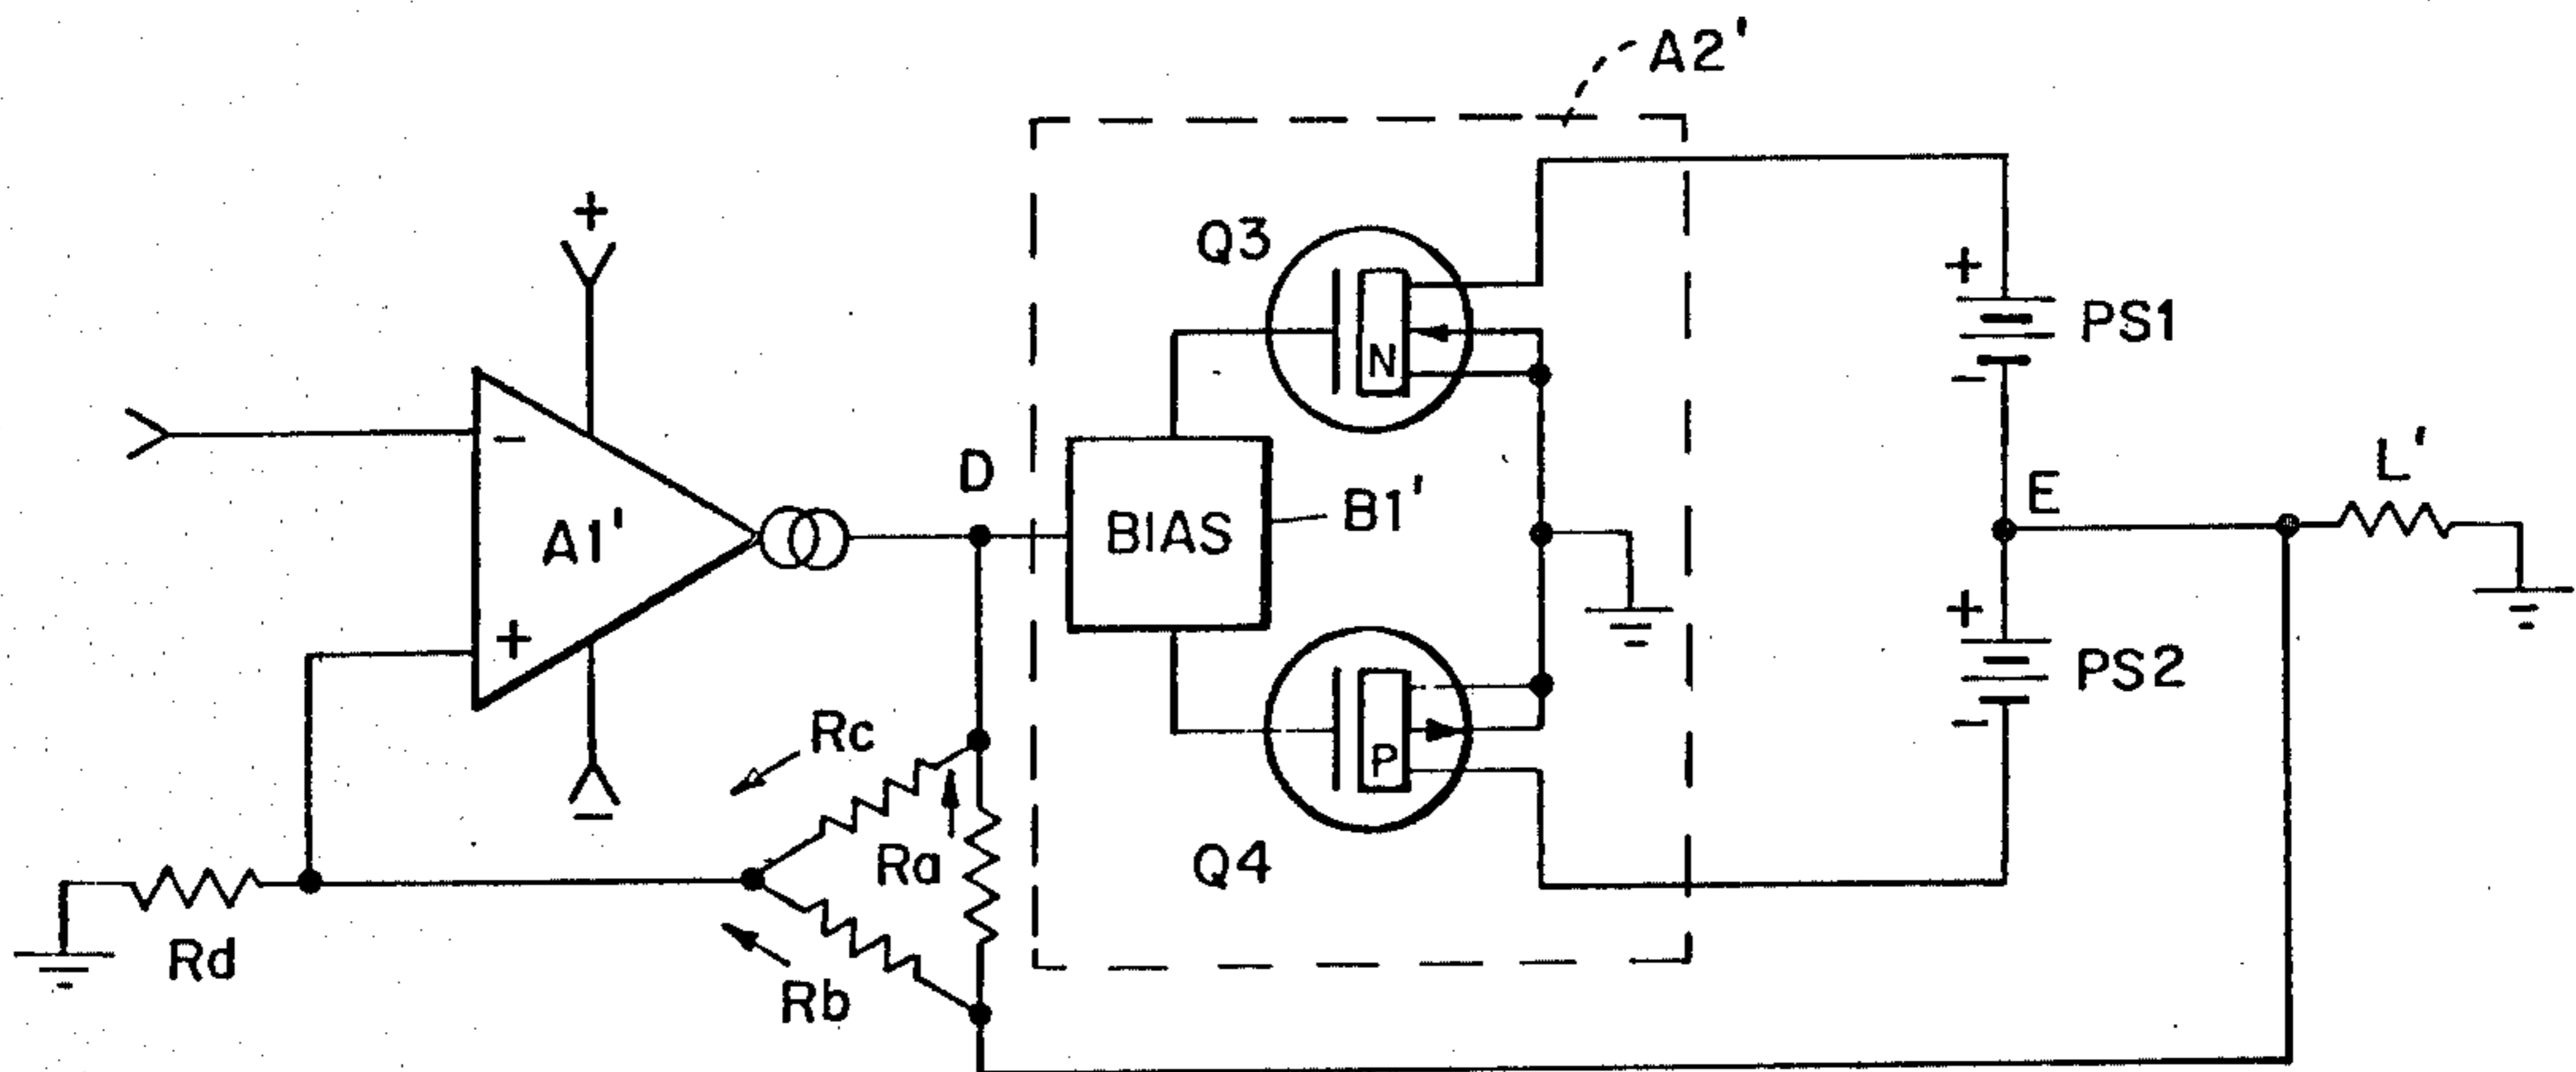 A2'
+
Q3
+
PS1
N
-
-
D
L'
E
A1'
BIAS
B1'
+
+
PS2
-
Rc
P
-
Ra
Q4
Rd
Rb